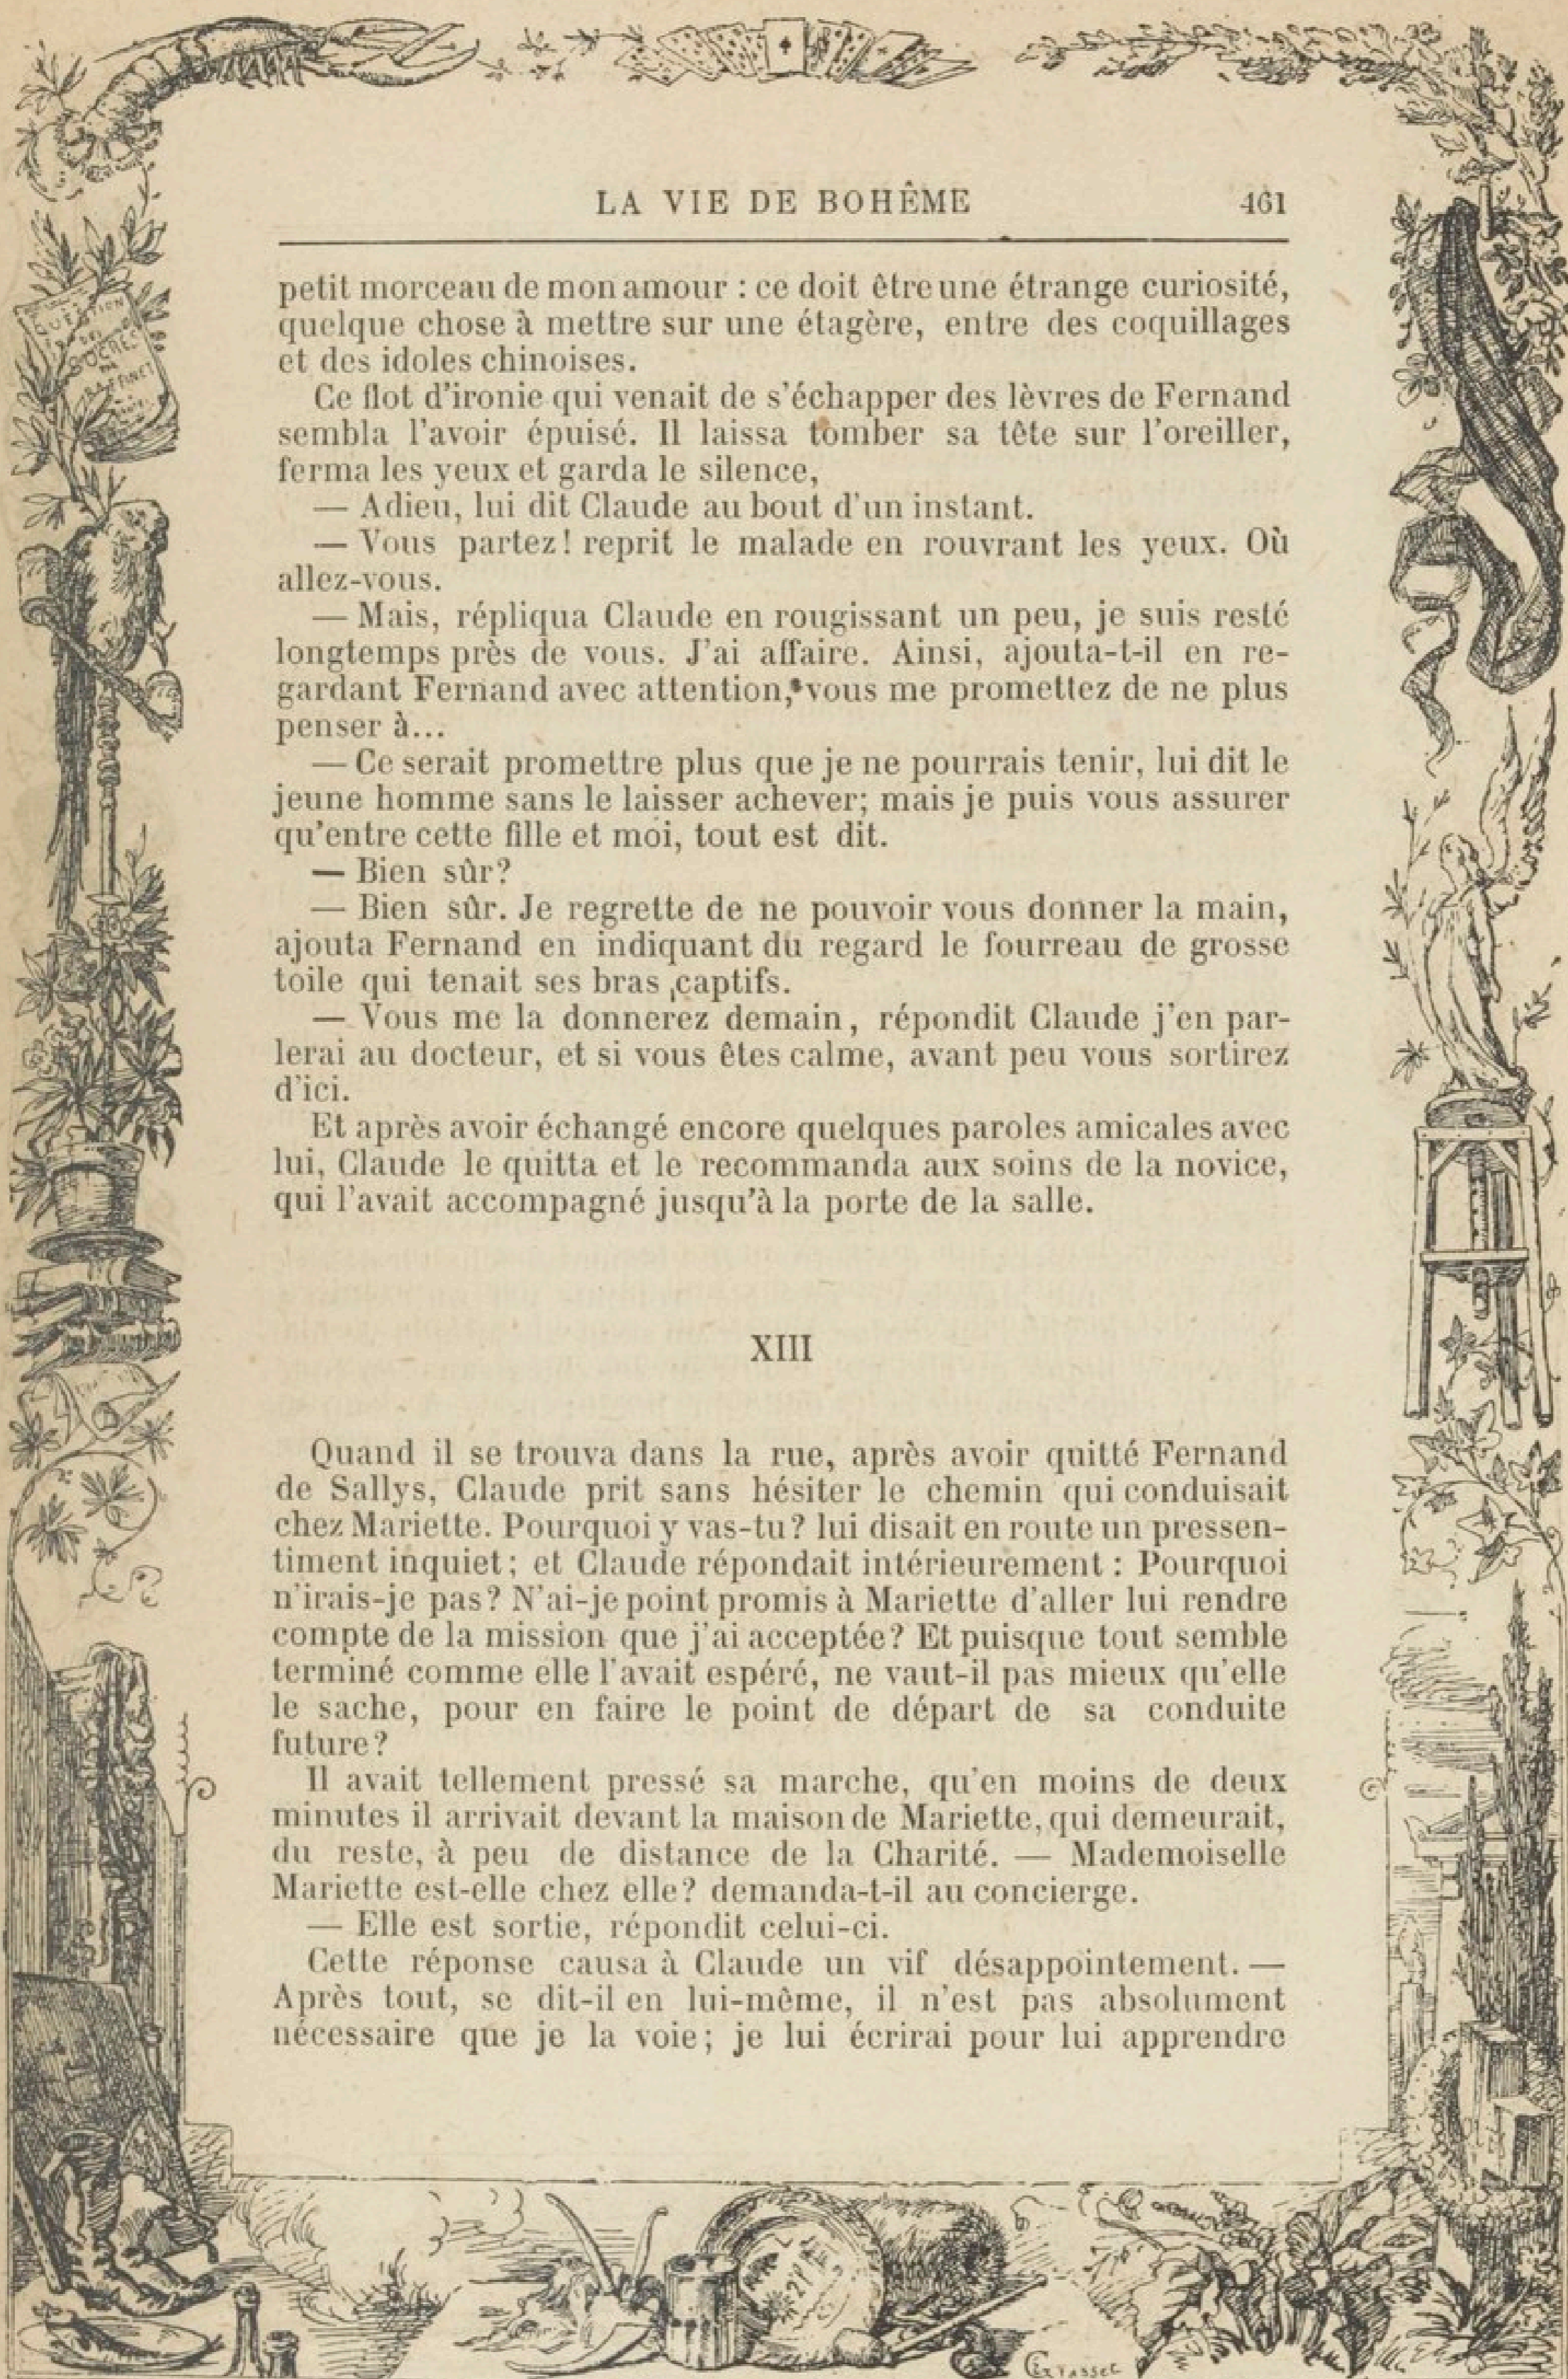 LA VIE DE BOHÊME 461
petit morceau de mon amour : ce doit être une étrange curiosité,
quelque chose à mettre sur une étagère, entre des coquillages
et des idoles chinoises.
Ce flot d'ironie qui venait de s'échapper des lèvres de Fernand
sembla l'avoir épuisé. Il laissa tomber sa tête sur l'oreiller,
ferma les yeux et garda le silence,
— Adieu, lui dit Claude au bout d'un instant.
— Vous partez! reprit le malade en rouvrant les yeux. Où
allez-vous.
— Mais, répliqua Claude en rougissant un peu, je suis resté
longtemps près de vous. J'ai affaire. Ainsi, ajouta-t-il en re-
gardant Fernand avec attention, vous me promettez de ne plus
penser à...
— Ce serait promettre plus que je ne pourrais tenir, lui dit le
jeune homme sans le laisser achever; mais je puis vous assurer
qu'entre cette fille et moi, tout est dit.
— Bien sûr?
— Bien sûr. Je regrette de ne pouvoir vous donner la main,
ajouta Fernand en indiquant du regard le fourreau de grosse
toile qui tenait ses bras captifs.
— Vous me la donnerez demain, répondit Claude j'en par-
lerai au docteur, et si vous êtes calme, avant peu vous sortirez
d'ici.
Et après avoir échangé encore quelques paroles amicales avec
lui, Claude le quitta et le recommanda aux soins de la novice,
qui l'avait accompagné jusqu'à la porte de la salle.
XIII
Quand il se trouva dans la rue, après avoir quitté Fernand
de Sallys, Claude prit sans hésiter le chemin qui conduisait
chez Mariette. Pourquoi y vas-tu? lui disait en route un pressen-
timent inquiet; et Claude répondait intérieurement : Pourquoi
n'irais-je pas? N'ai-je point promis à Mariette d'aller lui rendre
compte de la mission que j'ai acceptée? Et puisque tout semble
terminé comme elle l'avait espéré, ne vaut-il pas mieux qu'elle
le sache, pour en faire le point de départ de sa conduite
future?
Il avait tellement pressé sa marche, qu'en moins de deux
minutes il arrivait devant la maison de Mariette, qui demeurait,
du reste, à peu de distance de la Charité. — Mademoiselle
Mariette est-elle chez elle? demanda-t-il au concierge.
— Elle est sortie, répondit celui-ci.
Cette réponse causa à Claude un vif désappointement. —
Après tout, se dit-il en lui-même, il n'est pas absolument
nécessaire que je la voie; je lui écrirai pour lui apprendre
QUESTION
DES
SUCRES